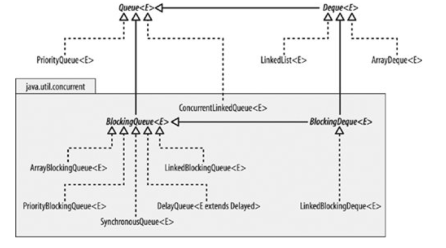 Queue<E>
Deque<E>
PriorityQueue<E>
LinkedList<E>
ArrayDeque<E>
java.util.concurrent
ConcurrentLinkedQueue<E>
BlockingQueue<E>
BlockingDeque<E>
ArrayBlockingQueue<E>
LinkedBlockingQueue<E>
PriorityBlockingQueue<E>
DelayQueue<E extends Delayed>
LinkedBlockingDeque<E>
SynchronousQueue<E>